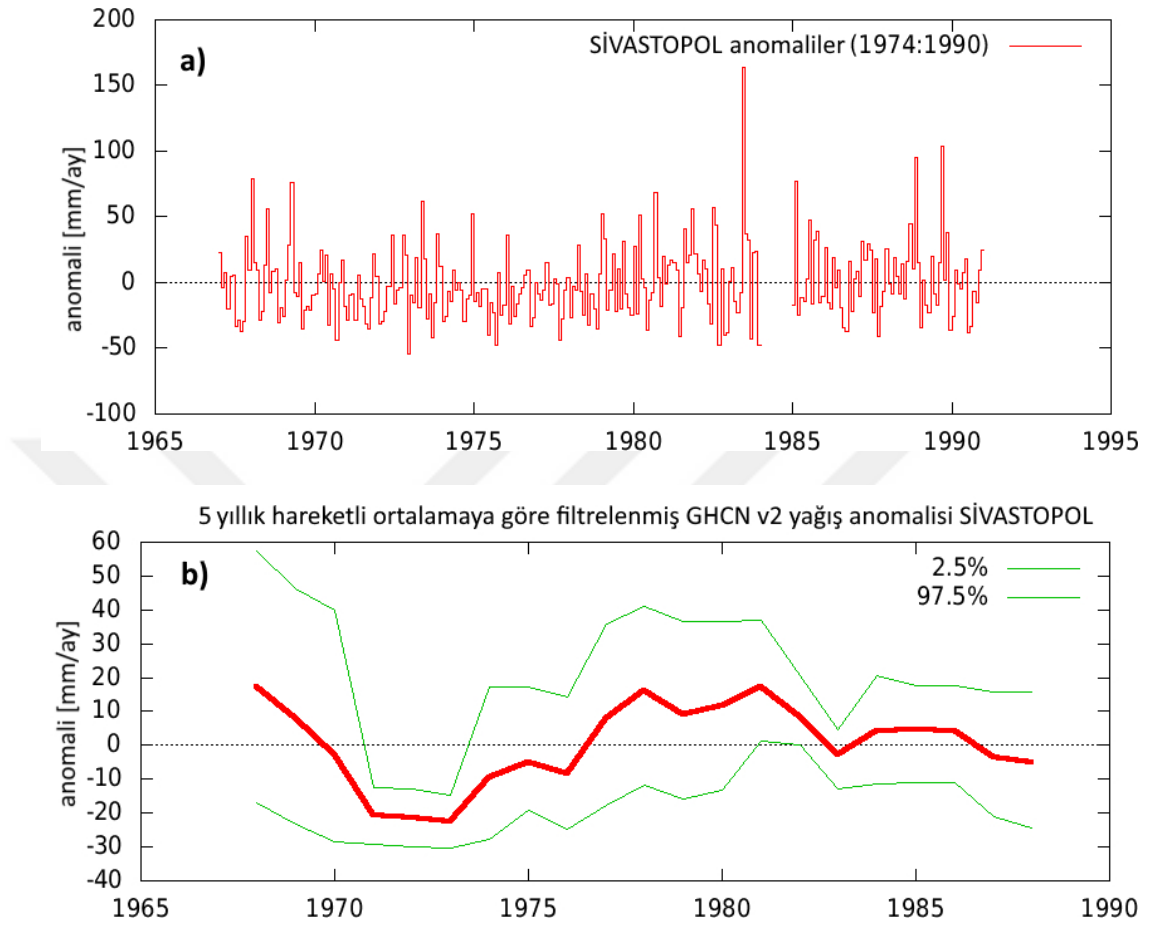 200
150
100
50
0
-50
-100
anomali [mm/ay]
a)
SİVASTOPOL anomaliler (1974:1990)
1965 1970 1975 1980 1985 1990 1995
5 yıllık hareketli ortalamaya göre filtrelenmiş GHCN v2 yağış anomalisi SİVASTOPOL
60
50
40
30
20
10
0
-10
-20
-30
-40
anomali [mm/ay]
b)
2.5%
97.5%
1965 1970 1975 1980 1985 1990